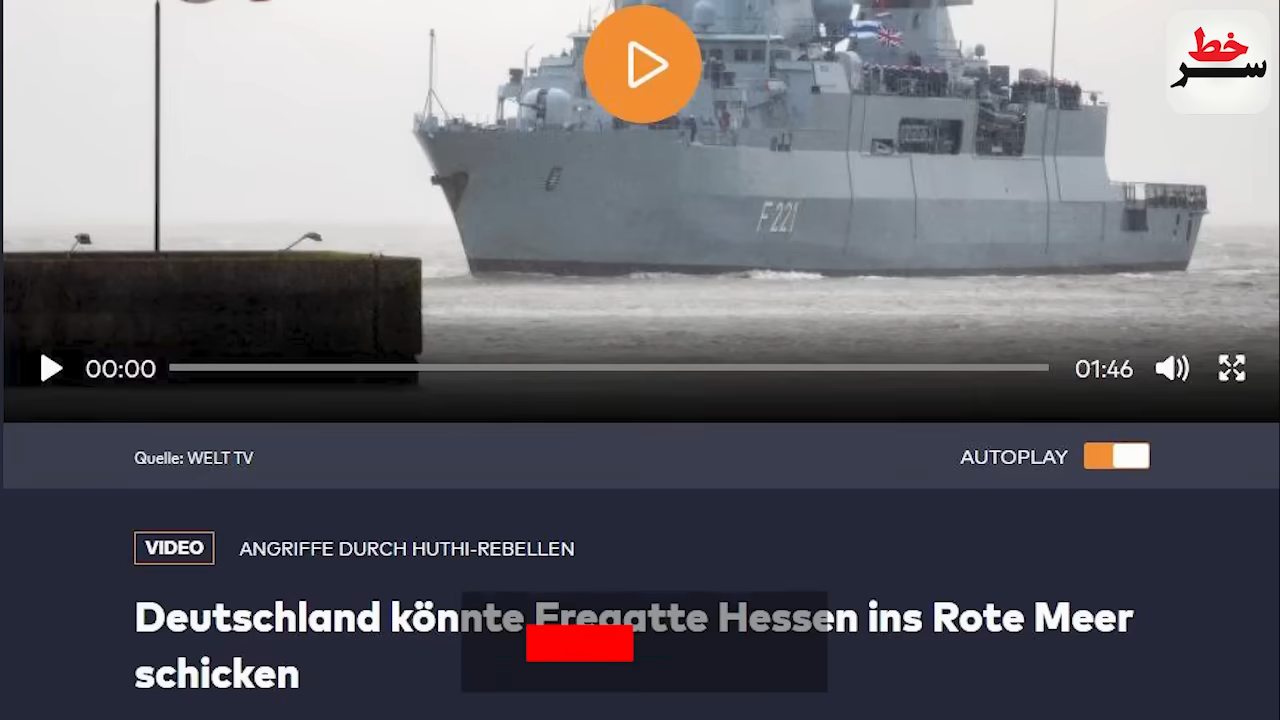 خط
سر
F 221
00:00
01:46
Quelle: WELT TV
AUTOPLAY
VIDEO
ANGRIFFE DURCH HUTHI-REBELLEN
Deutschland könnte Fregatte Hessen ins Rote Meer
schicken